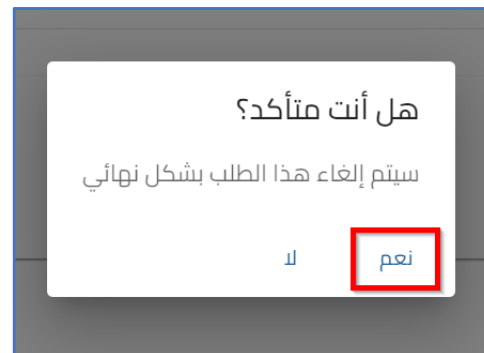 هل أنت متأكد؟
سيتم إلغاء هذا الطلب بشكل نهائي
نعم لا